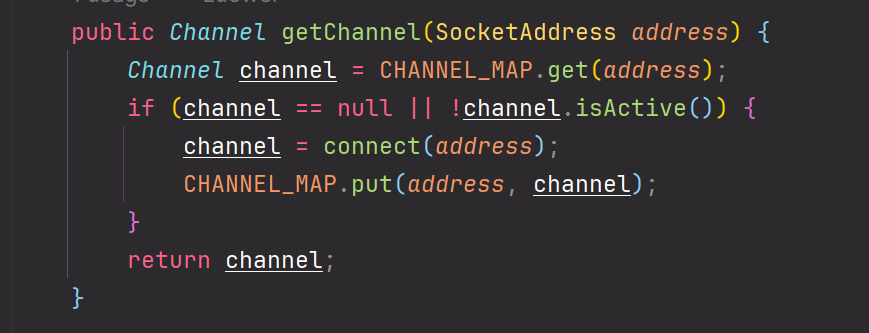 public Channel getChannel(SocketAddress address) {
Channel channel = CHANNEL_MAP.get(address);
if (channel == null || !channel.isActive()) {
channel = connect(address);
CHANNEL_MAP.put(address, channel);
}
return channel;
}